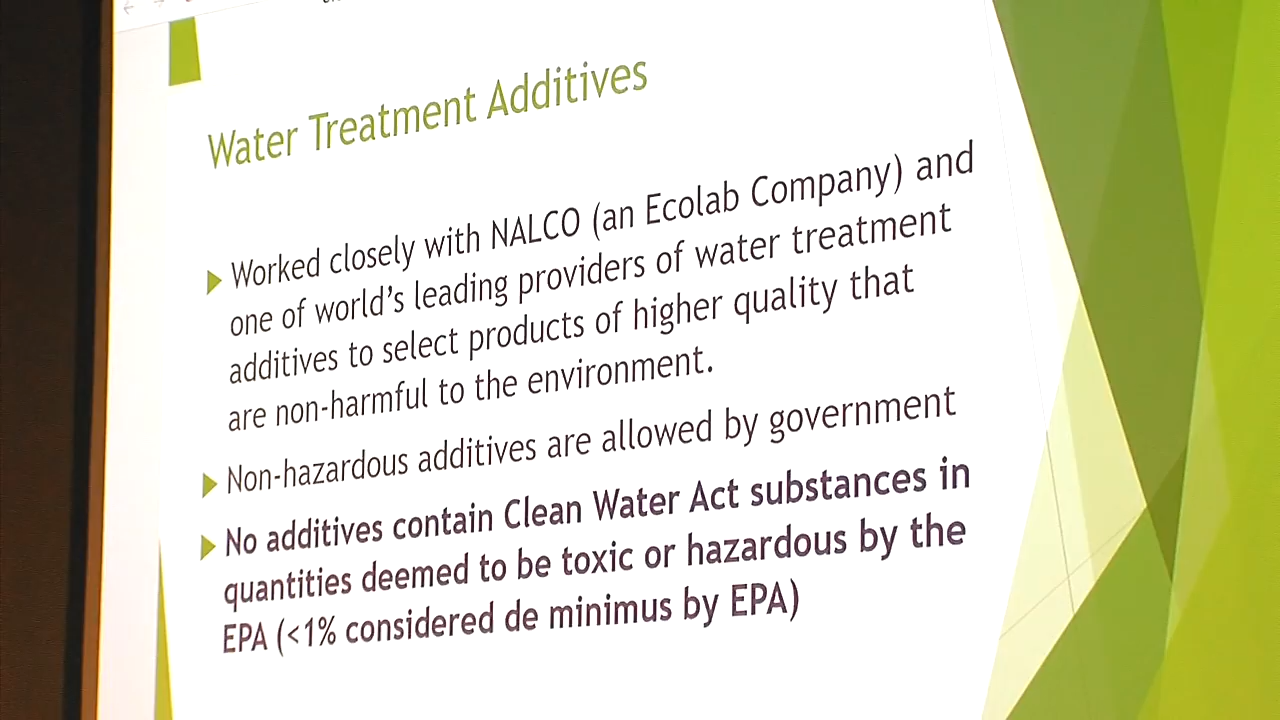 Water Treatment Additives
Worked closely with NALCO (an Ecolab Company) and
one of world's leading providers of water treatment
additives to select products of higher quality that
are non-harmful to the environment.
Non-hazardous additives are allowed by government
No additives contain Clean Water Act substances in
quantities deemed to be toxic or hazardous by the
EPA (<1% considered de minimus by EPA)